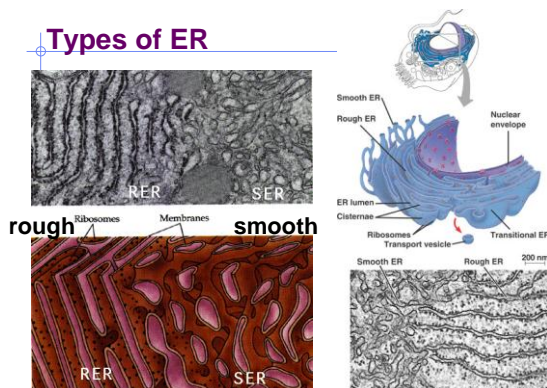 Types of ER
RER
SER
Ribosomes
Membranes
rough
smooth
RER
SER
Smooth ER
Rough ER
Nuclear
envelope
ER lumen
Cisternae
Ribosomes
Transport vesicle
Transitional ER
Smooth ER
Rough ER
200 nm